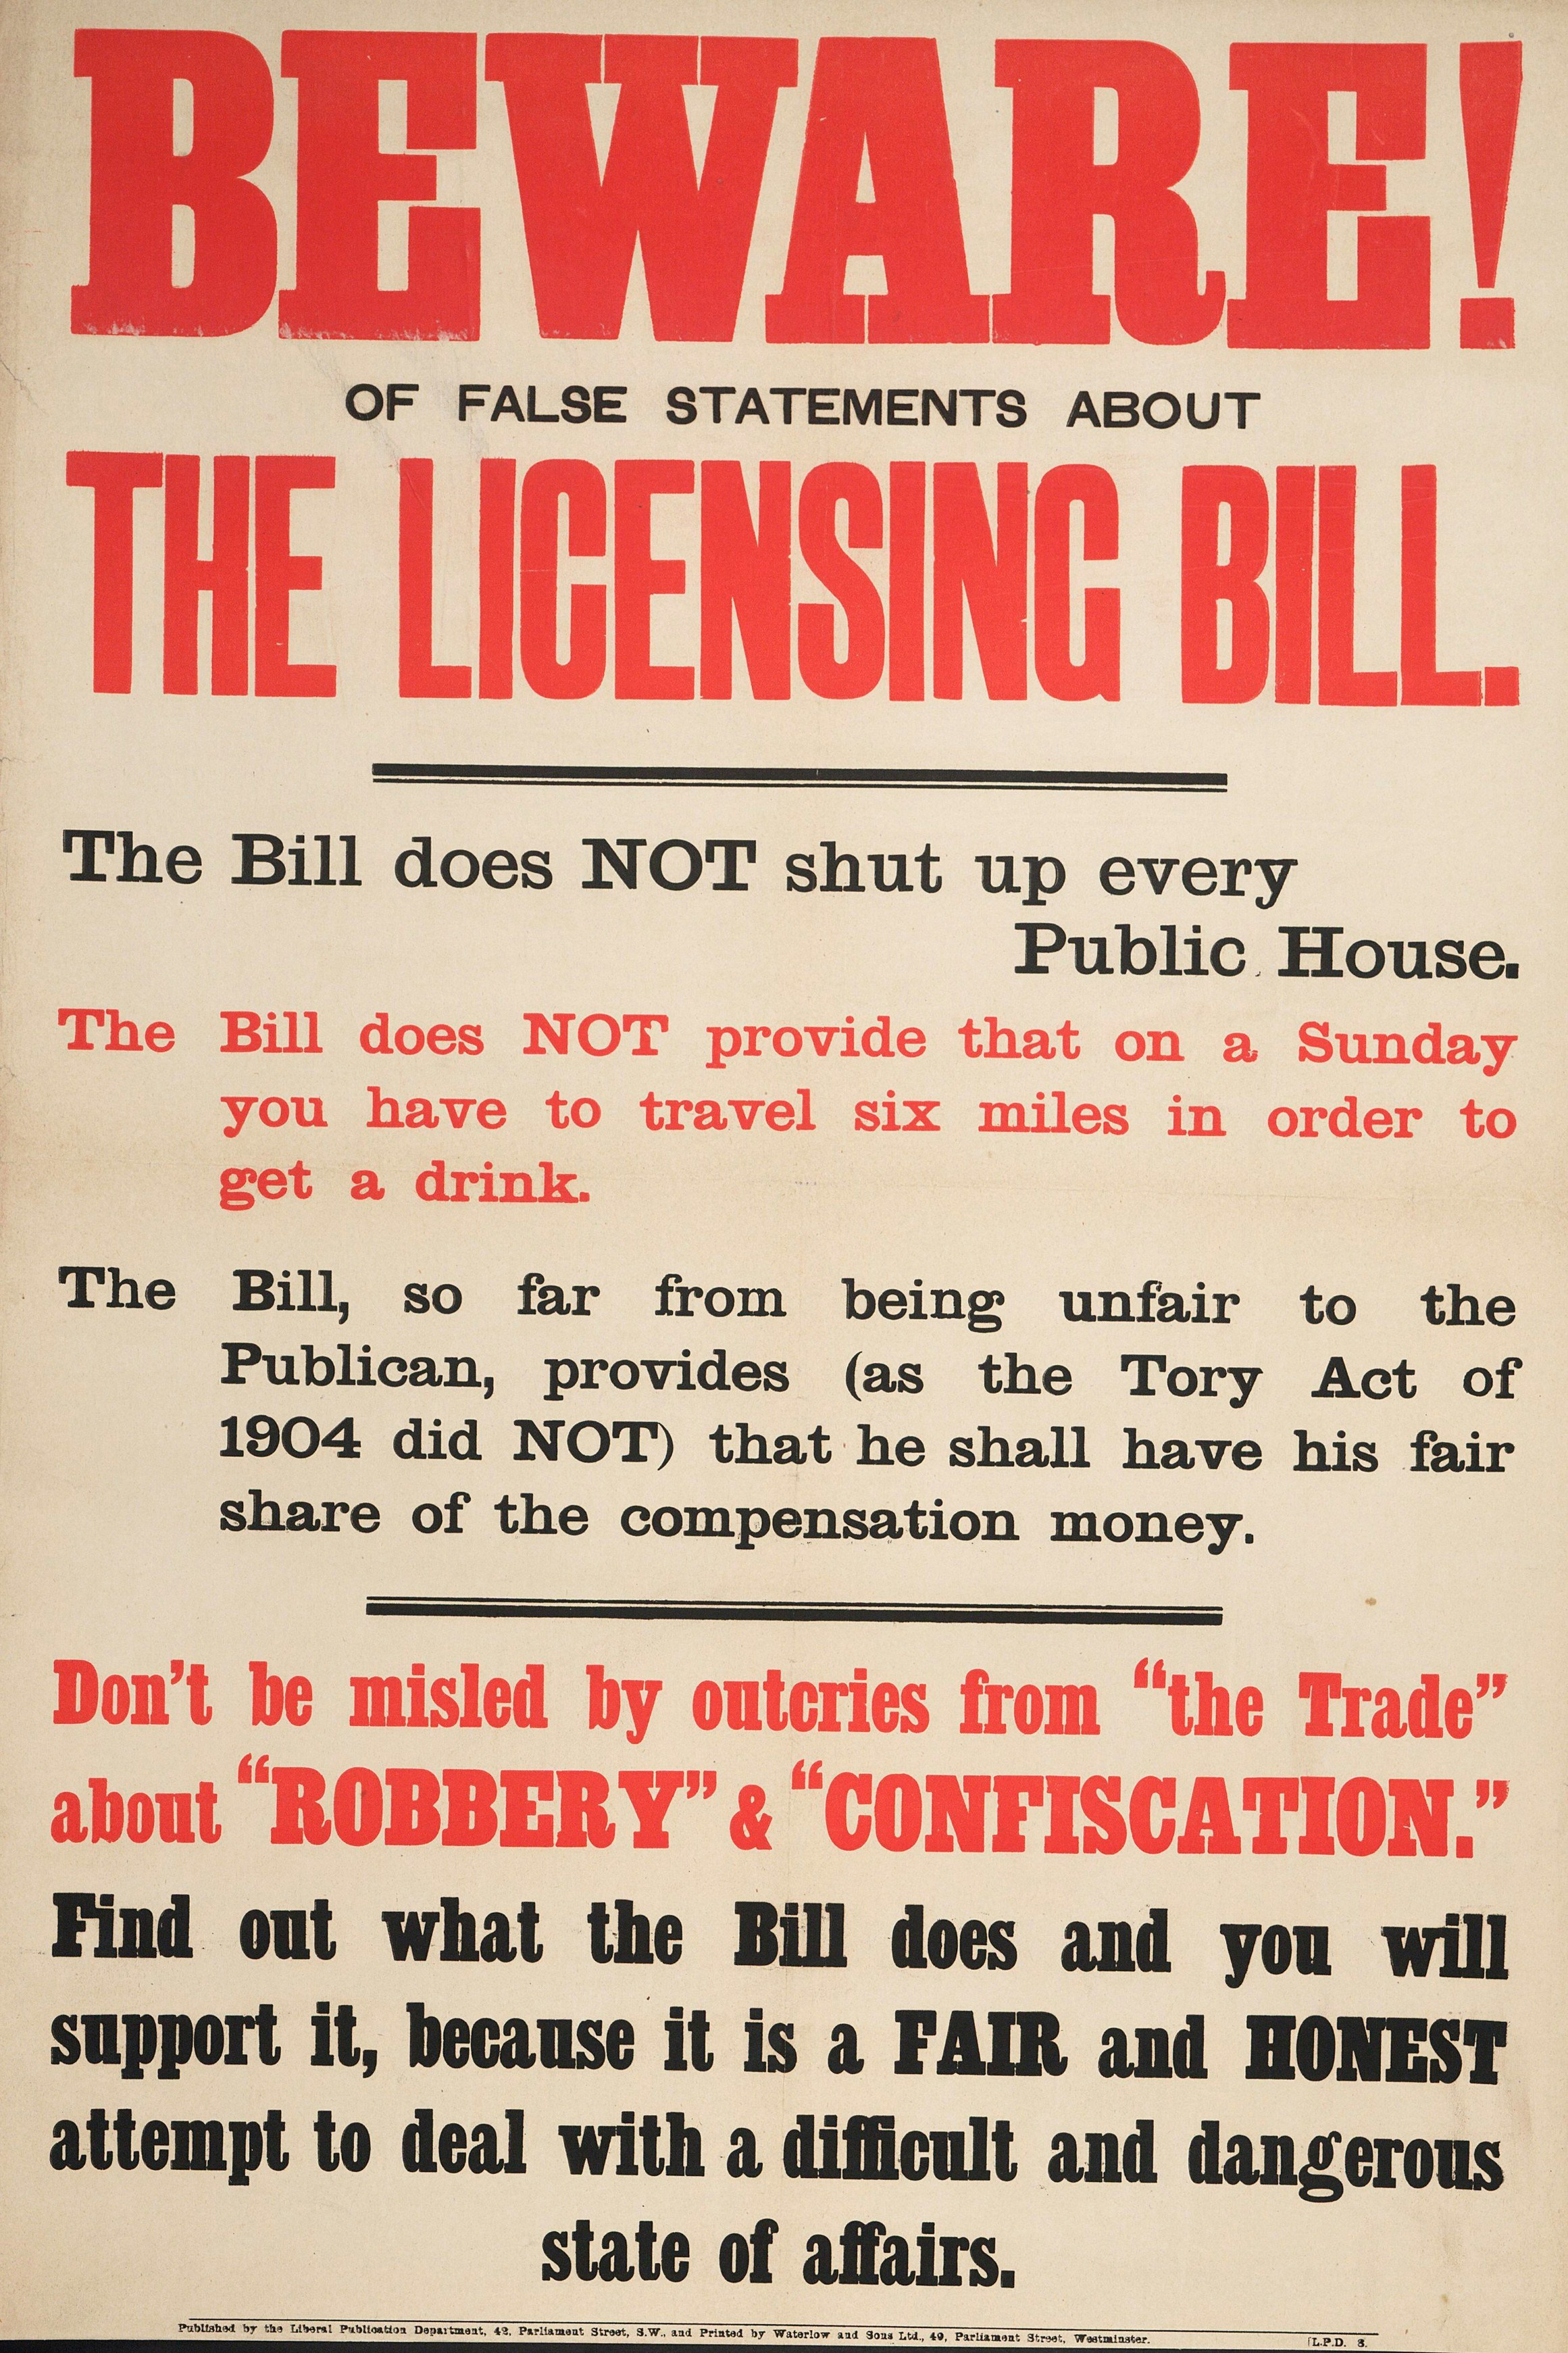 BEWARE!
OF FALSE STATEMENTS ABOUT
THE LICENSING BILL.
The Bill does NOT shut up every
Public House.
The Bill does NOT provide that on a Sunday
you have to travel six miles in order to
get a drink.
The Bill, so far from being unfair to the
Publican, provides (as the Tory Act of
1904 did NOT) that he shall have his fair
share of the compensation money.
Don't be misled by outcries from “the Trade”
about “ROBBERY” & “CONFISCATION.”
Find out what the Bill does and you will
support it, because it is a FAIR and HONEST
attempt to deal with a difficult and dangerous
state of affairs.
Published by the Liberal Publication Department, 42, Parliament Street, S.W., and Printed by Waterlow and Sons Ltd., 49, Parliament Street, Westminster. [L.P.D. 3.